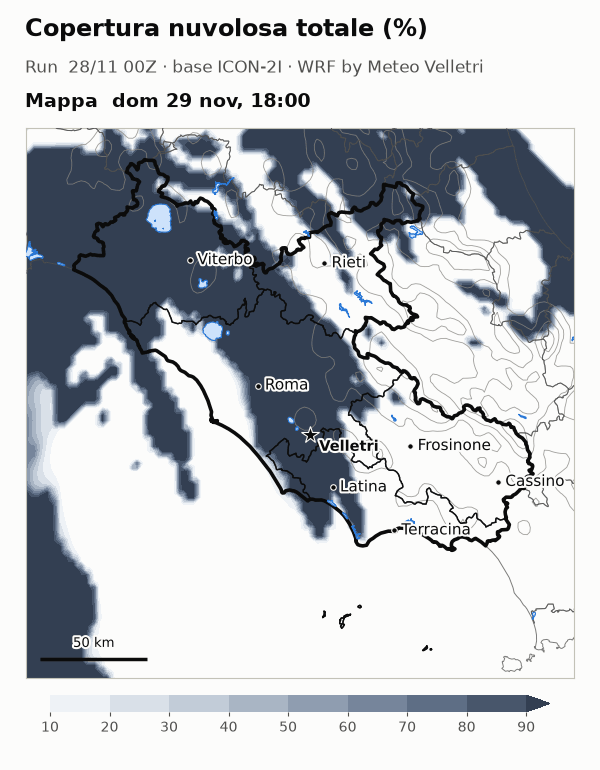 Copertura nuvolosa totale (%)
Run  28/11 00Z · base ICON-2I · WRF by Meteo Velletri
Mappa  dom 29 nov, 18:00
Viterbo
Rieti
Roma
Velletri
Frosinone
Latina
Cassino
Terracina
50 km
10 20 30 40 50 60 70 80 90